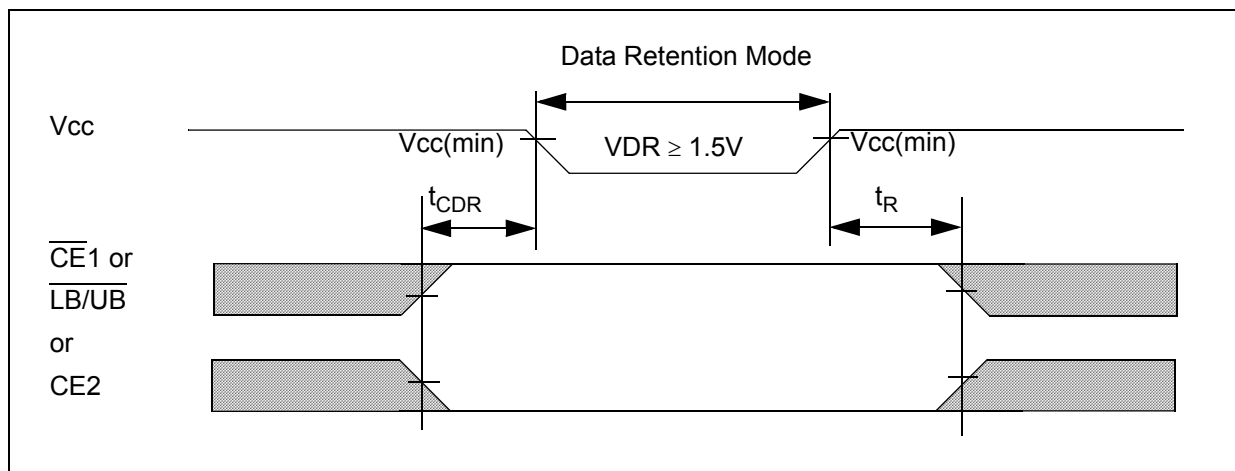 Data Retention Mode
Vcc
Vcc(min)
VDR ≥ 1.5V
Vcc(min)
tCDR
tR
CE1 or
LB/UB
or
CE2